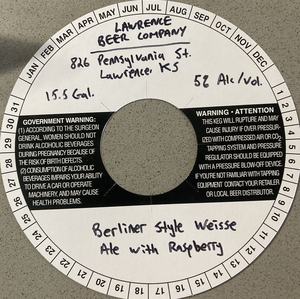 LAWRENCE
BEER COMPANY
826 Pennsylvania St.
Lawrence, KS
15.5 Gal.
5% Alc/Vol.
GOVERNMENT WARNING:
(1) ACCORDING TO THE SURGEON
GENERAL, WOMEN SHOULD NOT
DRINK ALCOHOLIC BEVERAGES
DURING PREGNANCY BECAUSE OF
THE RISK OF BIRTH DEFECTS.
(2) CONSUMPTION OF ALCOHOLIC
BEVERAGES IMPAIRS YOUR ABILITY
TO DRIVE A CAR OR OPERATE
MACHINERY, AND MAY CAUSE
HEALTH PROBLEMS.
WARNING • ATTENTION
THIS KEG WILL RUPTURE AND MAY
CAUSE INJURY IF OVER PRESSUR-
IZED WITH COMPRESSED AIR OR CO2
TAPPING SYSTEM AND PRESSURE
REGULATOR SHOULD BE EQUIPPED
WITH A PRESSURE BLOW-OFF DEVICE.
IF YOU'RE NOT FAMILIAR WITH TAPPING
EQUIPMENT CONTACT YOUR RETAILER
OR LOCAL BEER DISTRIBUTOR.
Berliner Style Weisse
Ale with Raspberry
JAN FEB MAR APR MAY JUN JUL AUG SEP OCT NOV DEC
1 2 3 4 5 6 7 8 9 10 11 12 13 14 15 16 17 18 19 20 21 22 23 24 25 26 27 28 29 30 31